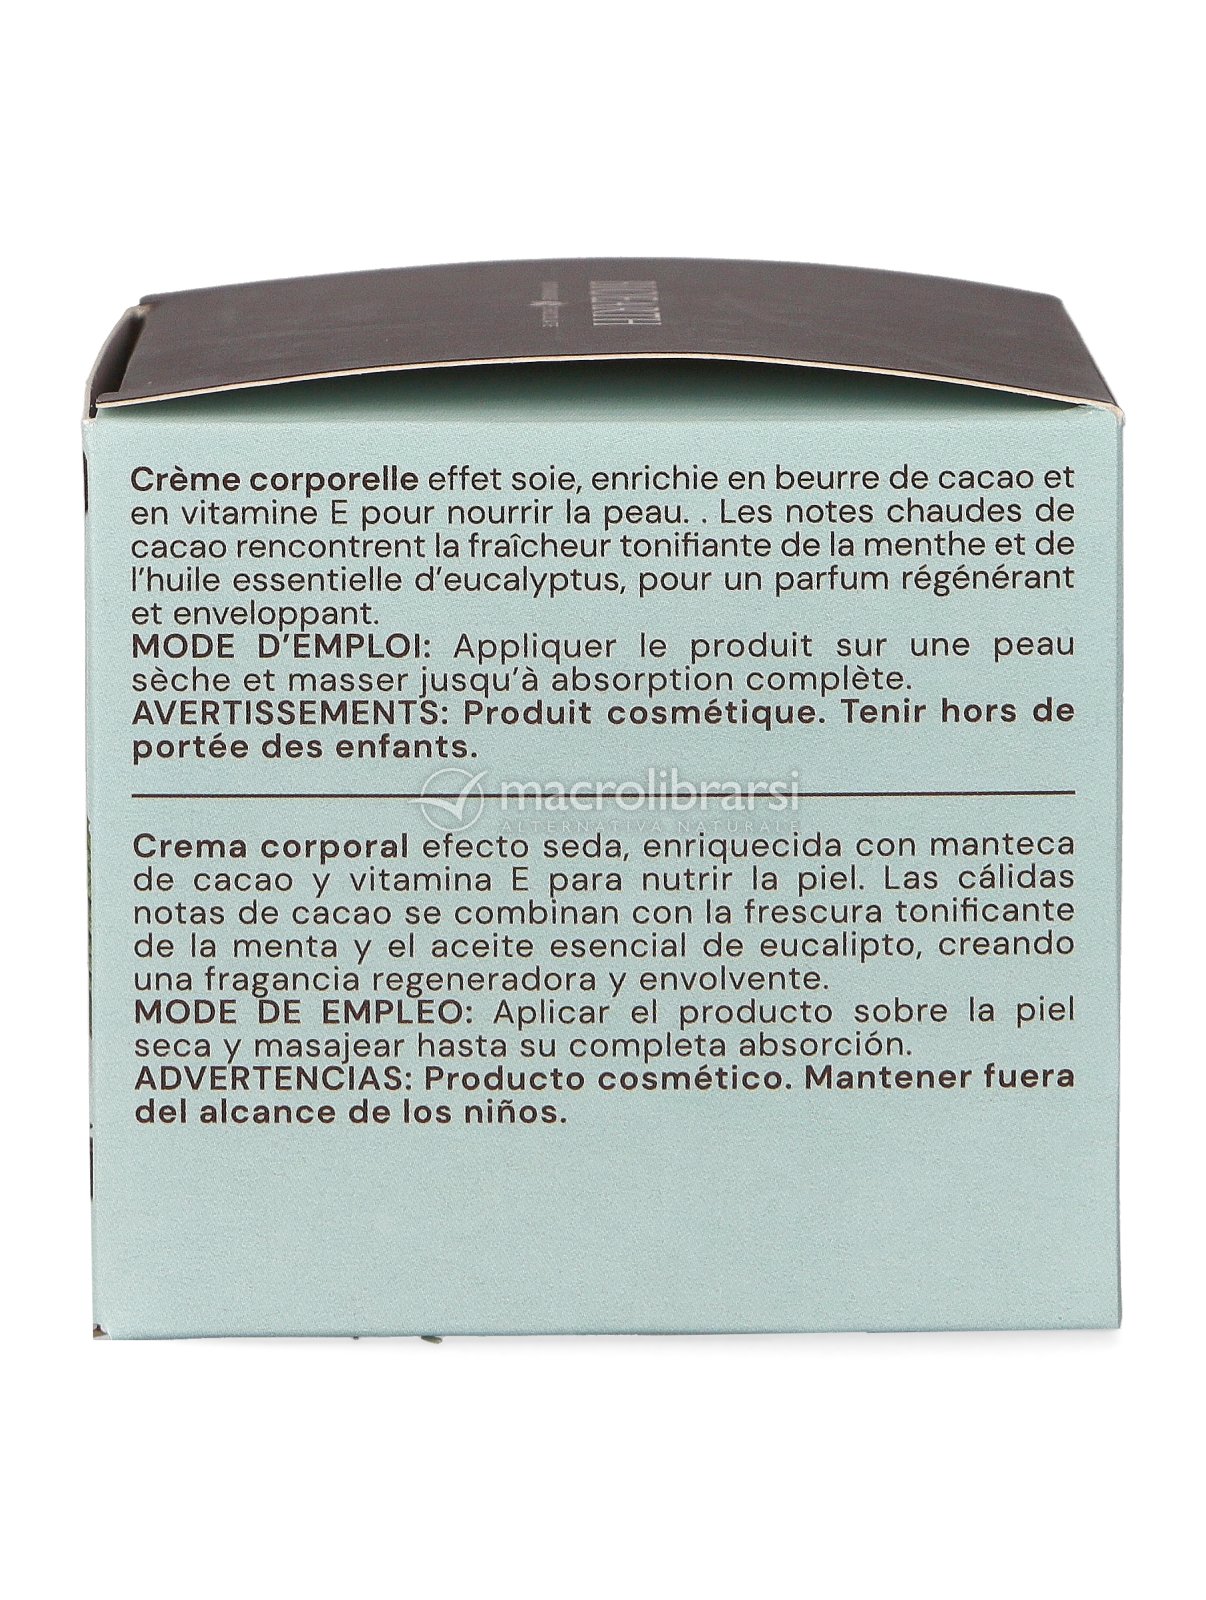 Crème corporelle effet soie, enrichie en beurre de cacao et
en vitamine E pour nourrir la peau. . Les notes chaudes de
cacao rencontrent la fraîcheur tonifiante de la menthe et de
l'huile essentielle d'eucalyptus, pour un parfum régénérant
et enveloppant.
MODE D'EMPLOI: Appliquer le produit sur une peau
sèche et masser jusqu'à absorption complète.
AVERTISSEMENTS: Produit cosmétique. Tenir hors de
portée des enfants.
macrolibrarsi
ALTERNATIVA NATURALE
Crema corporal efecto seda, enriquecida con manteca
de cacao y vitamina E para nutrir la piel. Las cálidas
notas de cacao se combinan con la frescura tonificante
de la menta y el aceite esencial de eucalipto, creando
una fragancia regeneradora y envolvente.
MODE DE EMPLEO: Aplicar el producto sobre la piel
seca y masajear hasta su completa absorción.
ADVERTENCIAS: Producto cosmético. Mantener fuera
del alcance de los niños.